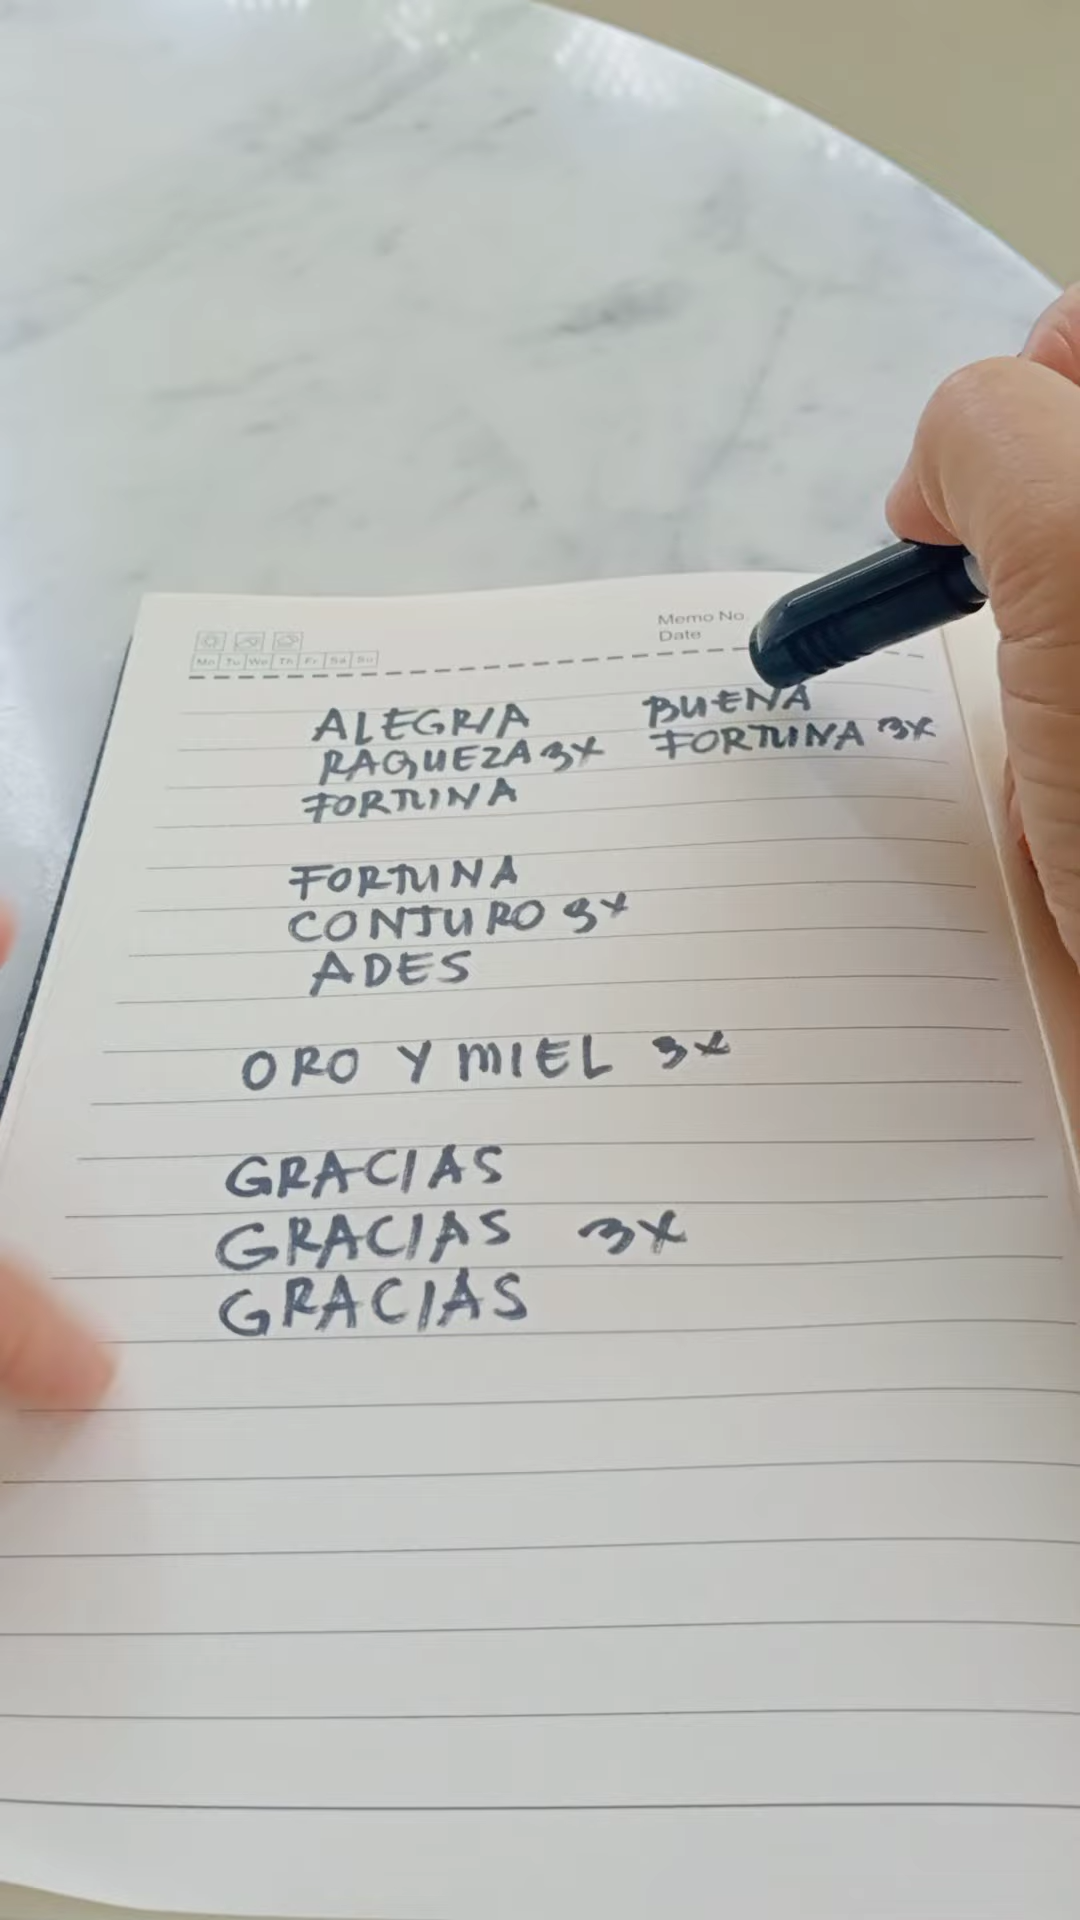 Memo No.
Date
Mo Tu We Th Fr Sa Su
ALEGRIA
RAQUEZA 3X
FORTUNA
BUENA
FORTUNA 3X
FORTUNA
CONJURO 3X
ADES
ORO Y MIEL 3X
GRACIAS
GRACIAS 3X
GRACIAS